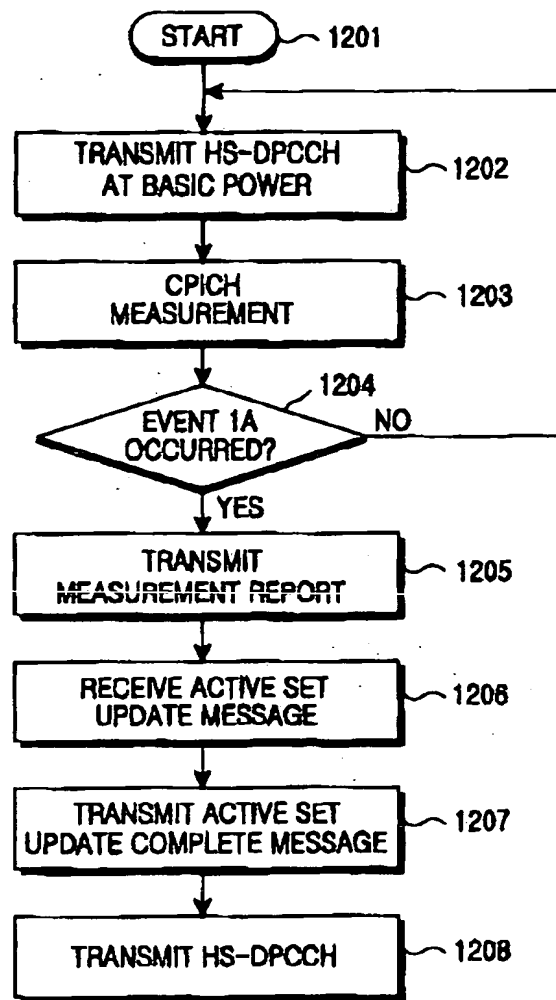 START
1201
TRANSMIT HS-DPCCH
AT BASIC POWER
1202
CPICH
MEASUREMENT
1203
1204
EVENT 1A
OCCURRED?
NO
YES
TRANSMIT
MEASUREMENT REPORT
1205
RECEIVE ACTIVE SET
UPDATE MESSAGE
1206
TRANSMIT ACTIVE SET
UPDATE COMPLETE MESSAGE
1207
TRANSMIT HS-DPCCH
1208